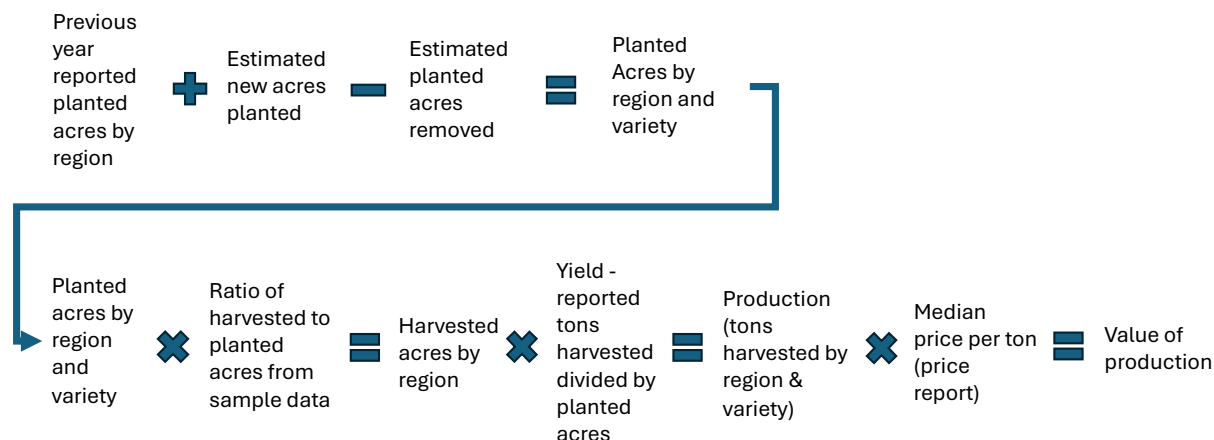 Previous
year
reported
planted
acres by
region
Estimated
new acres
planted
Estimated
planted
acres
removed
Planted
Acres by
region and
variety
Planted
acres by
region
and
variety
Ratio of
harvested to
planted
acres from
sample data
Harvested
acres by
region
Yield -
reported
tons
harvested
divided by
planted
acres
Production
(tons
harvested by
region &
variety)
Median
price per ton
(price
report)
Value of
production